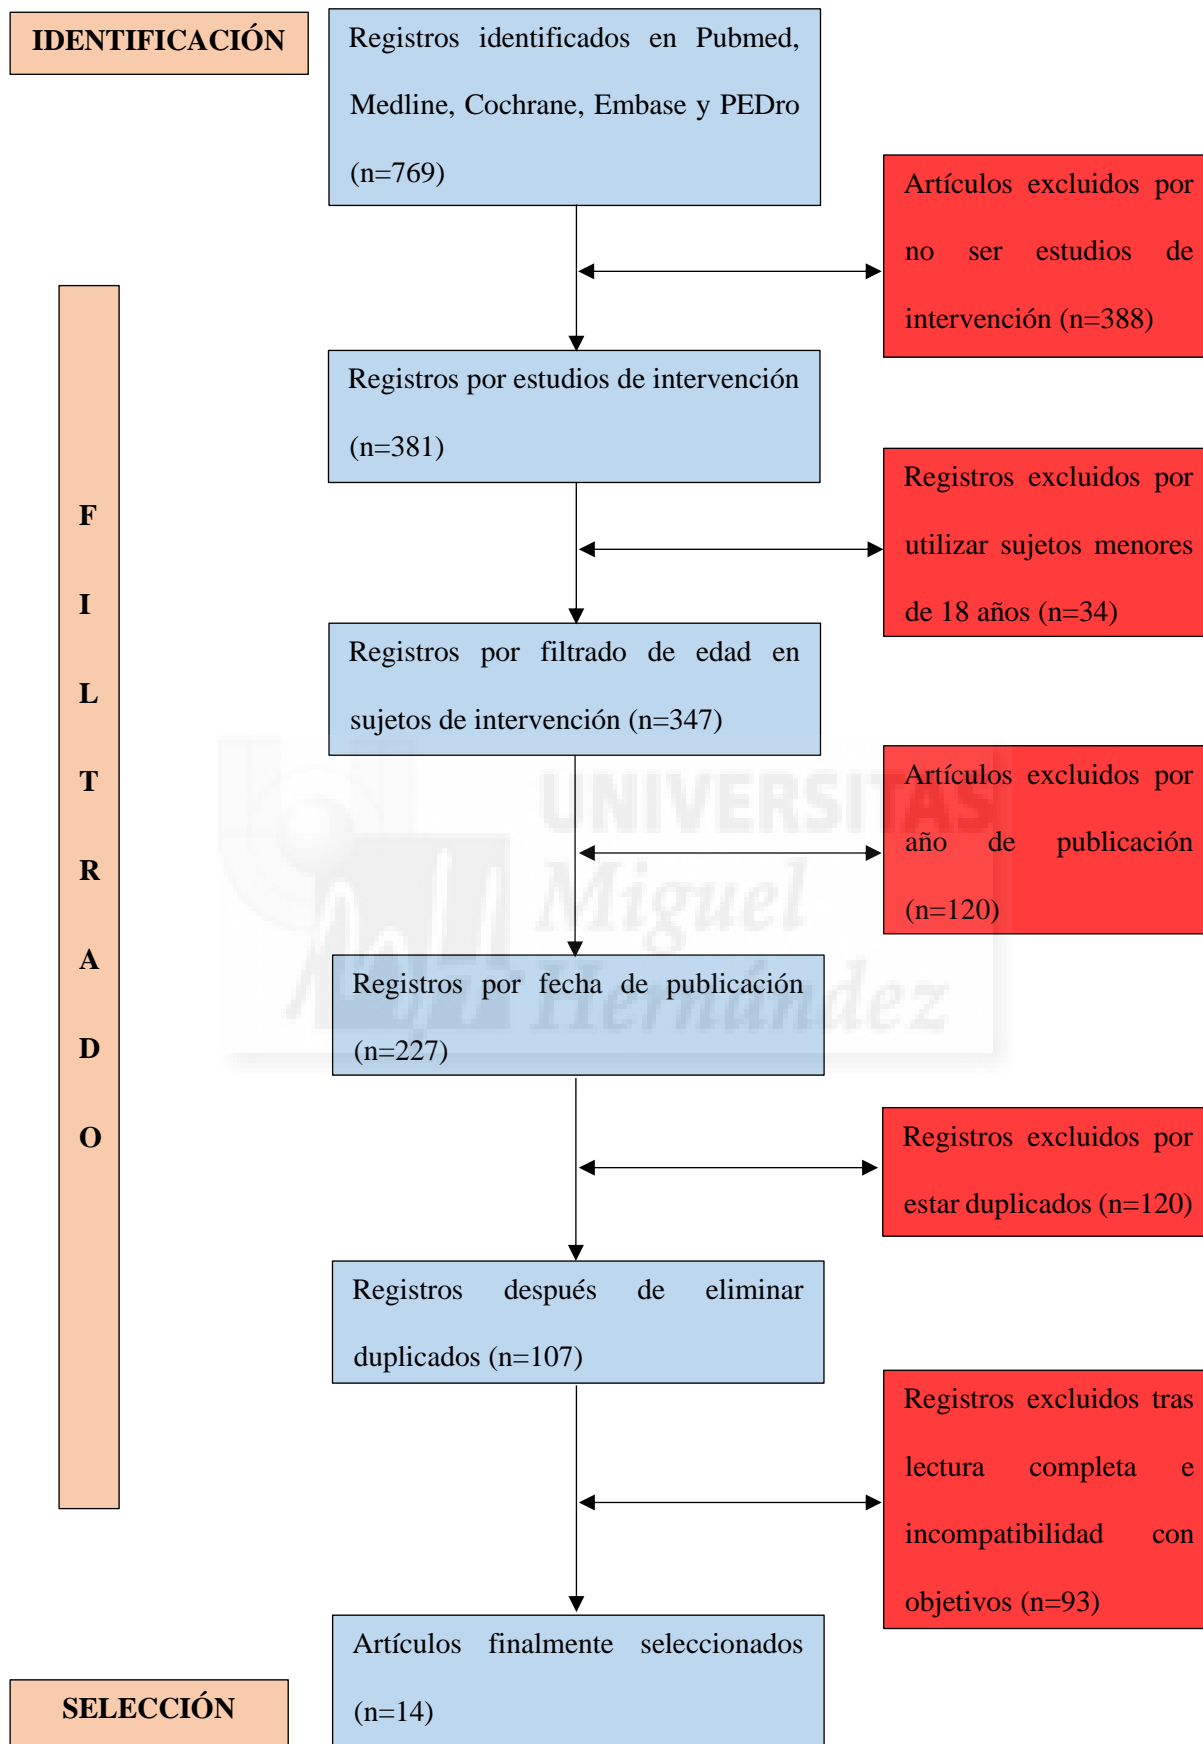 IDENTIFICACIÓN
Registros identificados en Pubmed,
Medline, Cochrane, Embase y PEDro
(n=769)
Artículos excluidos por
no ser estudios de
intervención (n=388)
Registros por estudios de intervención
(n=381)
Registros excluidos por
utilizar sujetos menores
de 18 años (n=34)
F
I
L
T
R
A
D
O
Registros por filtrado de edad en
sujetos de intervención (n=347)
Artículos excluidos por
año de publicación
(n=120)
UNIVERSITAS
Miguel
Hernández
Registros por fecha de publicación
(n=227)
Registros excluidos por
estar duplicados (n=120)
Registros después de eliminar
duplicados (n=107)
Registros excluidos tras
lectura completa e
incompatibilidad con
objetivos (n=93)
Artículos finalmente seleccionados
(n=14)
SELECCIÓN